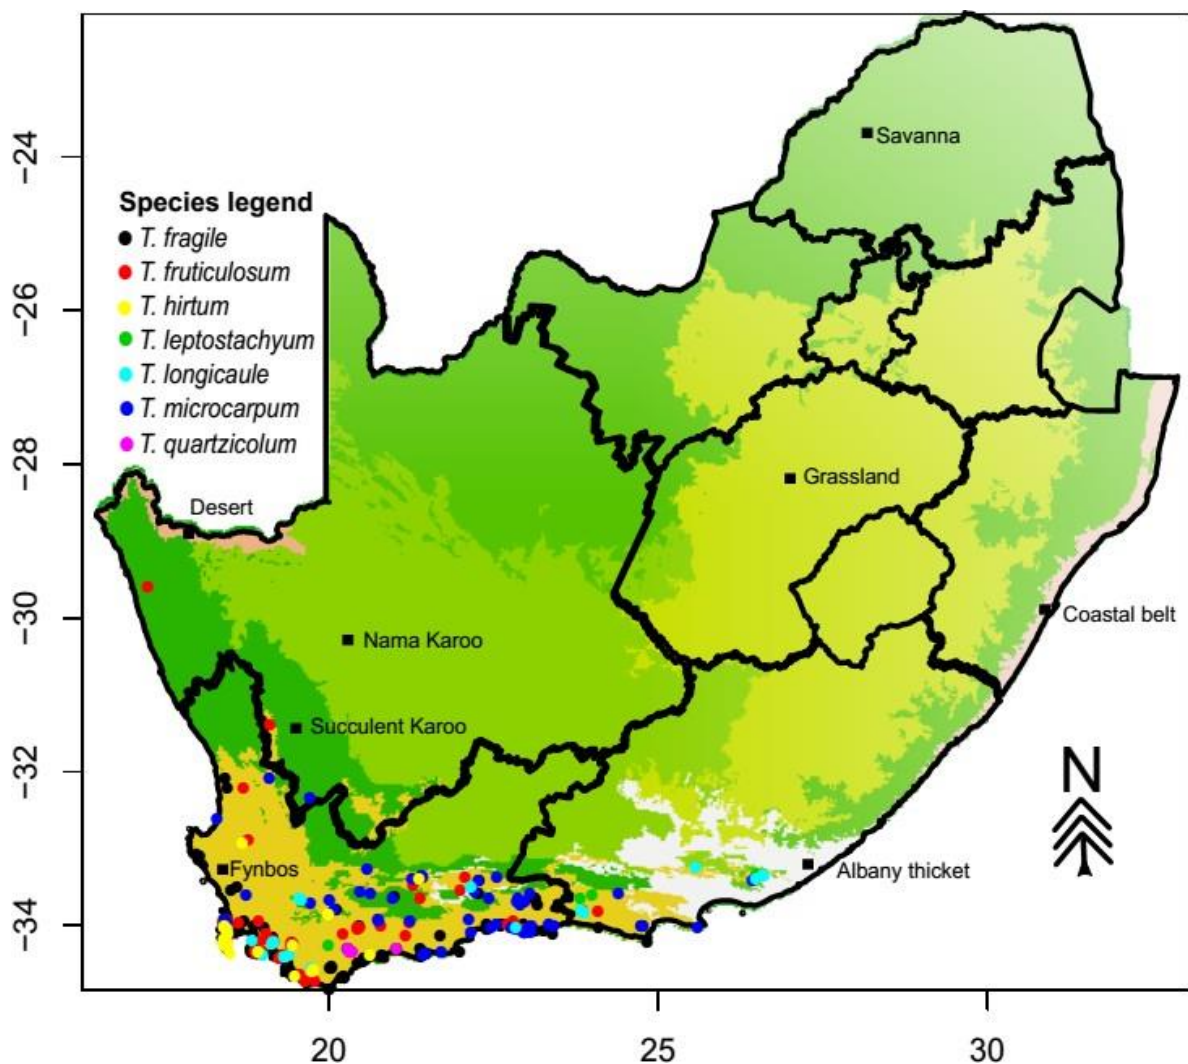 Savanna
−24
Species legend
T. fragile
T. fruticulosum
T. hirtum
T. leptostachyum
T. longicaule
T. microcarpum
T. quartzicolum
−26
−28
Grassland
Desert
−30
Coastal belt
Nama Karoo
Succulent Karoo
−32
N
Fynbos
Albany thicket
−34
20
25
30